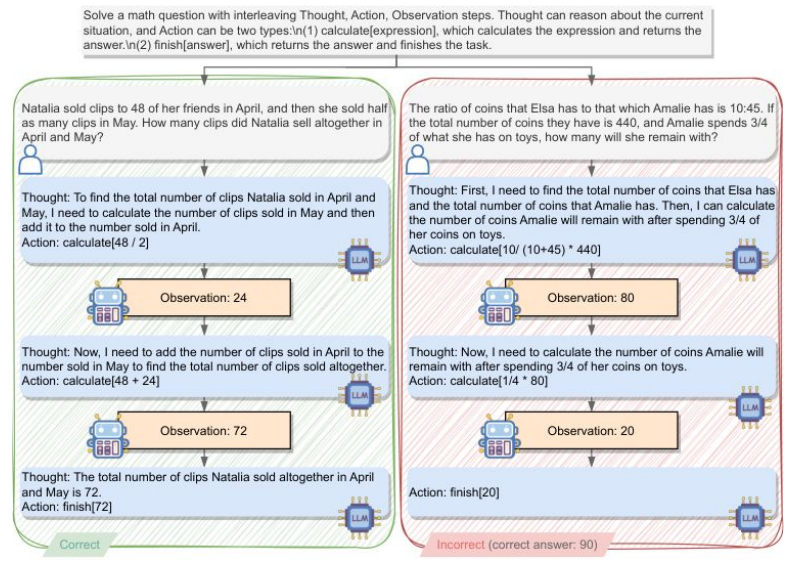 Solve a math question with interleaving Thought, Action, Observation steps. Thought can reason about the current
situation, and Action can be two types:\n(1) calculate[expression], which calculates the expression and returns the
answer.\n(2) finish[answer], which returns the answer and finishes the task.
Natalia sold clips to 48 of her friends in April, and then she sold half
as many clips in May. How many clips did Natalia sell altogether in
April and May?
Thought: To find the total number of clips Natalia sold in April and
May, I need to calculate the number of clips sold in May and then
add it to the number sold in April.
Action: calculate[48 / 2]
LLM
Observation: 24
Thought: Now, I need to add the number of clips sold in April to the
number sold in May to find the total number of clips sold altogether.
Action: calculate[48 + 24]
LLM
Observation: 72
Thought: The total number of clips Natalia sold altogether in April
and May is 72.
Action: finish[72]
LLM
Correct
The ratio of coins that Elsa has to that which Amalie has is 10:45. If
the total number of coins they have is 440, and Amalie spends 3/4
of what she has on toys, how many will she remain with?
Thought: First, I need to find the total number of coins that Elsa has
and the total number of coins that Amalie has. Then, I can calculate
the number of coins Amalie will remain with after spending 3/4 of
her coins on toys.
Action: calculate[10/ (10+45) * 440]
LLM
Observation: 80
Thought: Now, I need to calculate the number of coins Amalie will
remain with after spending 3/4 of her coins on toys.
Action: calculate[1/4 * 80]
LLM
Observation: 20
Action: finish[20]
LLM
Incorrect (correct answer: 90)